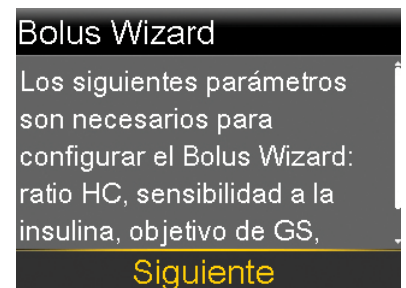 Bolus Wizard
Los siguientes parámetros
son necesarios para
configurar el Bolus Wizard:
ratio HC, sensibilidad a la
insulina, objetivo de GS,
Siguiente